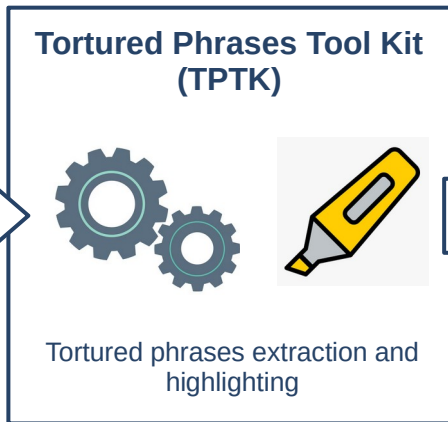 Tortured Phrases Tool Kit
(TPTK)
Tortured phrases extraction and
highlighting